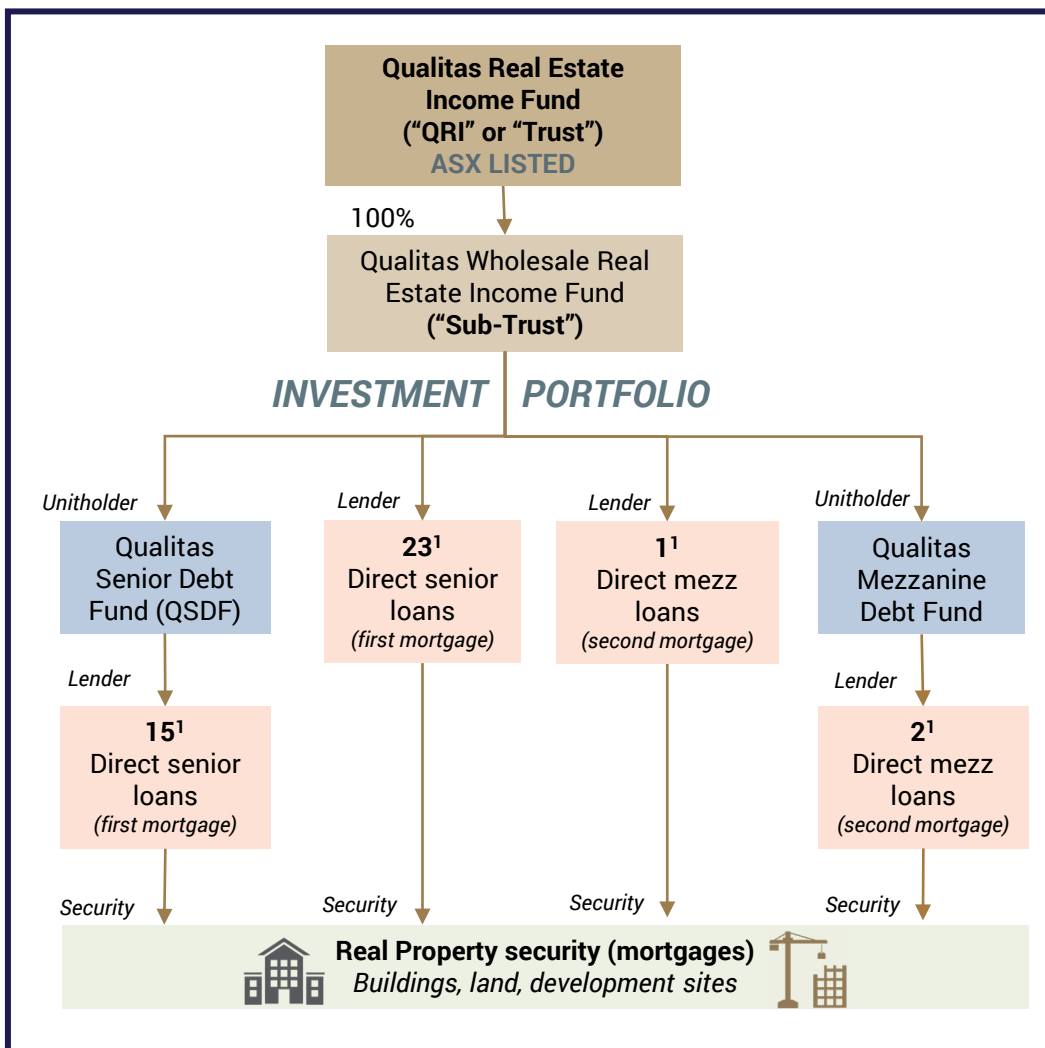 Qualitas Real Estate
Income Fund
(“QRI” or “Trust”)
ASX LISTED
100%
Qualitas Wholesale Real
Estate Income Fund
(“Sub-Trust”)
INVESTMENT PORTFOLIO
Unitholder
Qualitas
Senior Debt
Fund (QSDF)
Lender
15¹
Direct senior
loans
(first mortgage)
Security
Lender
23¹
Direct senior
loans
(first mortgage)
Security
Lender
1¹
Direct mezz
loans
(second mortgage)
Security
Unitholder
Qualitas
Mezzanine
Debt Fund
Lender
2¹
Direct mezz
loans
(second mortgage)
Security
Real Property security (mortgages)
Buildings, land, development sites